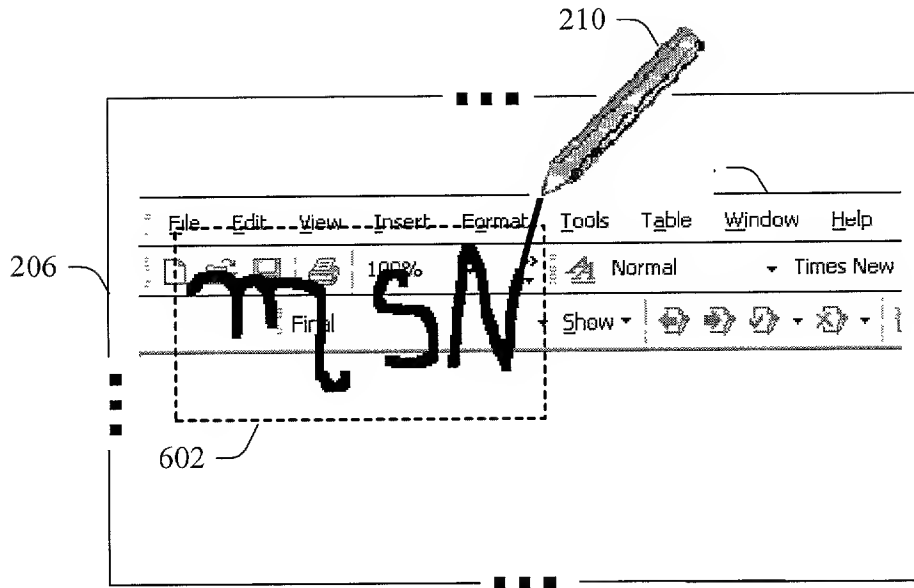 210
File Edit View Insert Format Tools Table Window Help
206
100% Normal Times New
Final Show
mSN
602